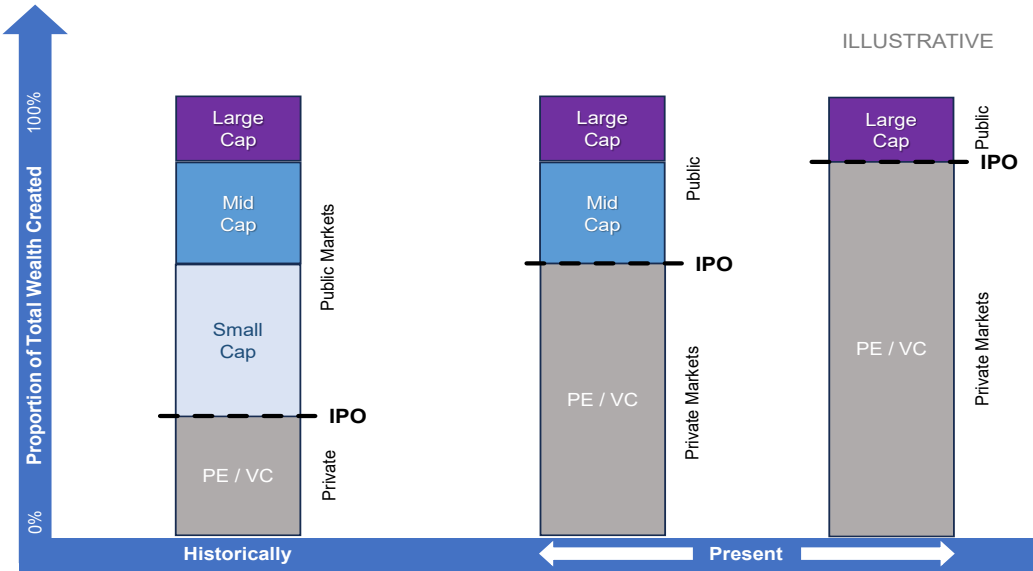 ILLUSTRATIVE
Proportion of Total Wealth Created
100%
0%
Large
Cap
Mid
Cap
Small
Cap
PE / VC
IPO
Public Markets
Private
Large
Cap
Mid
Cap
PE / VC
IPO
Public
Private Markets
Large
Cap
PE / VC
IPO
Public
Private Markets
Historically
Present